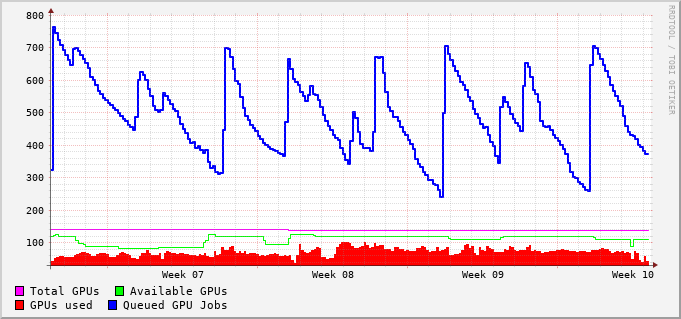 800
700
600
500
400
300
200
100
Week 07 Week 08 Week 09 Week 10
Total GPUs Available GPUs
GPUs used Queued GPU Jobs
RRDTOOL / TOBI OETIKER